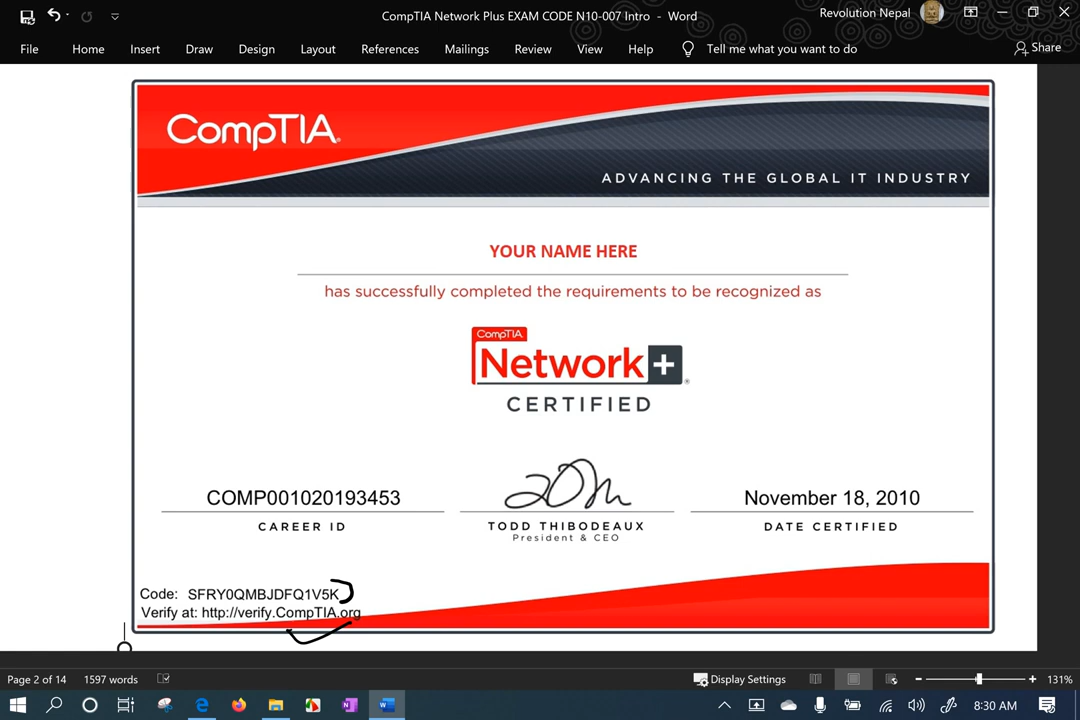 CompTIA Network Plus EXAM CODE N10-007 Intro - Word
Revolution Nepal
File Home Insert Draw Design Layout References Mailings Review View Help Tell me what you want to do Share
CompTIA.
ADVANCING THE GLOBAL IT INDUSTRY
YOUR NAME HERE
has successfully completed the requirements to be recognized as
CompTIA.
Network+
CERTIFIED
COMP001020193453
CAREER ID
TODD THIBODEAUX
President & CEO
November 18, 2010
DATE CERTIFIED
Code: SFRY0QMBJDFQ1V5K
Verify at: http://verify.CompTIA.org
Page 2 of 14 1597 words Display Settings 131%
8:30 AM